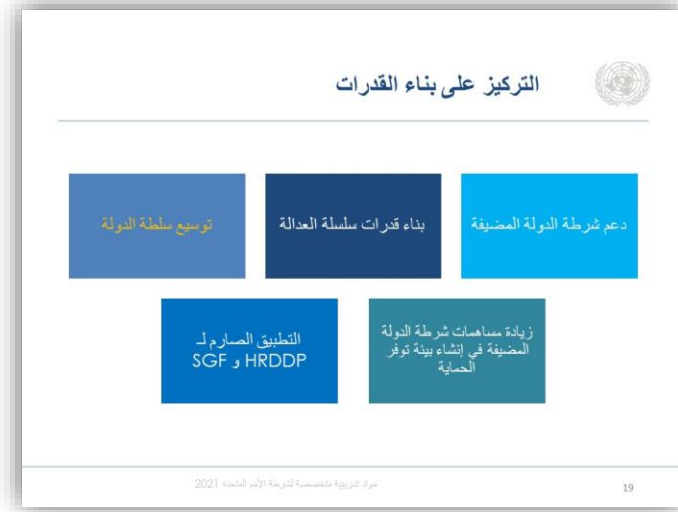 التركيز على بناء القدرات
دعم شرطة الدولة المضيفة
بناء قدرات سلسلة العدالة
توسيع سلطة الدولة
زيادة مساهمات شرطة الدولة
المضيفة في إنشاء بيئة توفر
الحماية
التطبيق الصارم لـ
HRDDP و SGF
مواد تدريبية متخصصة لشرطة الأمم المتحدة 2021
19